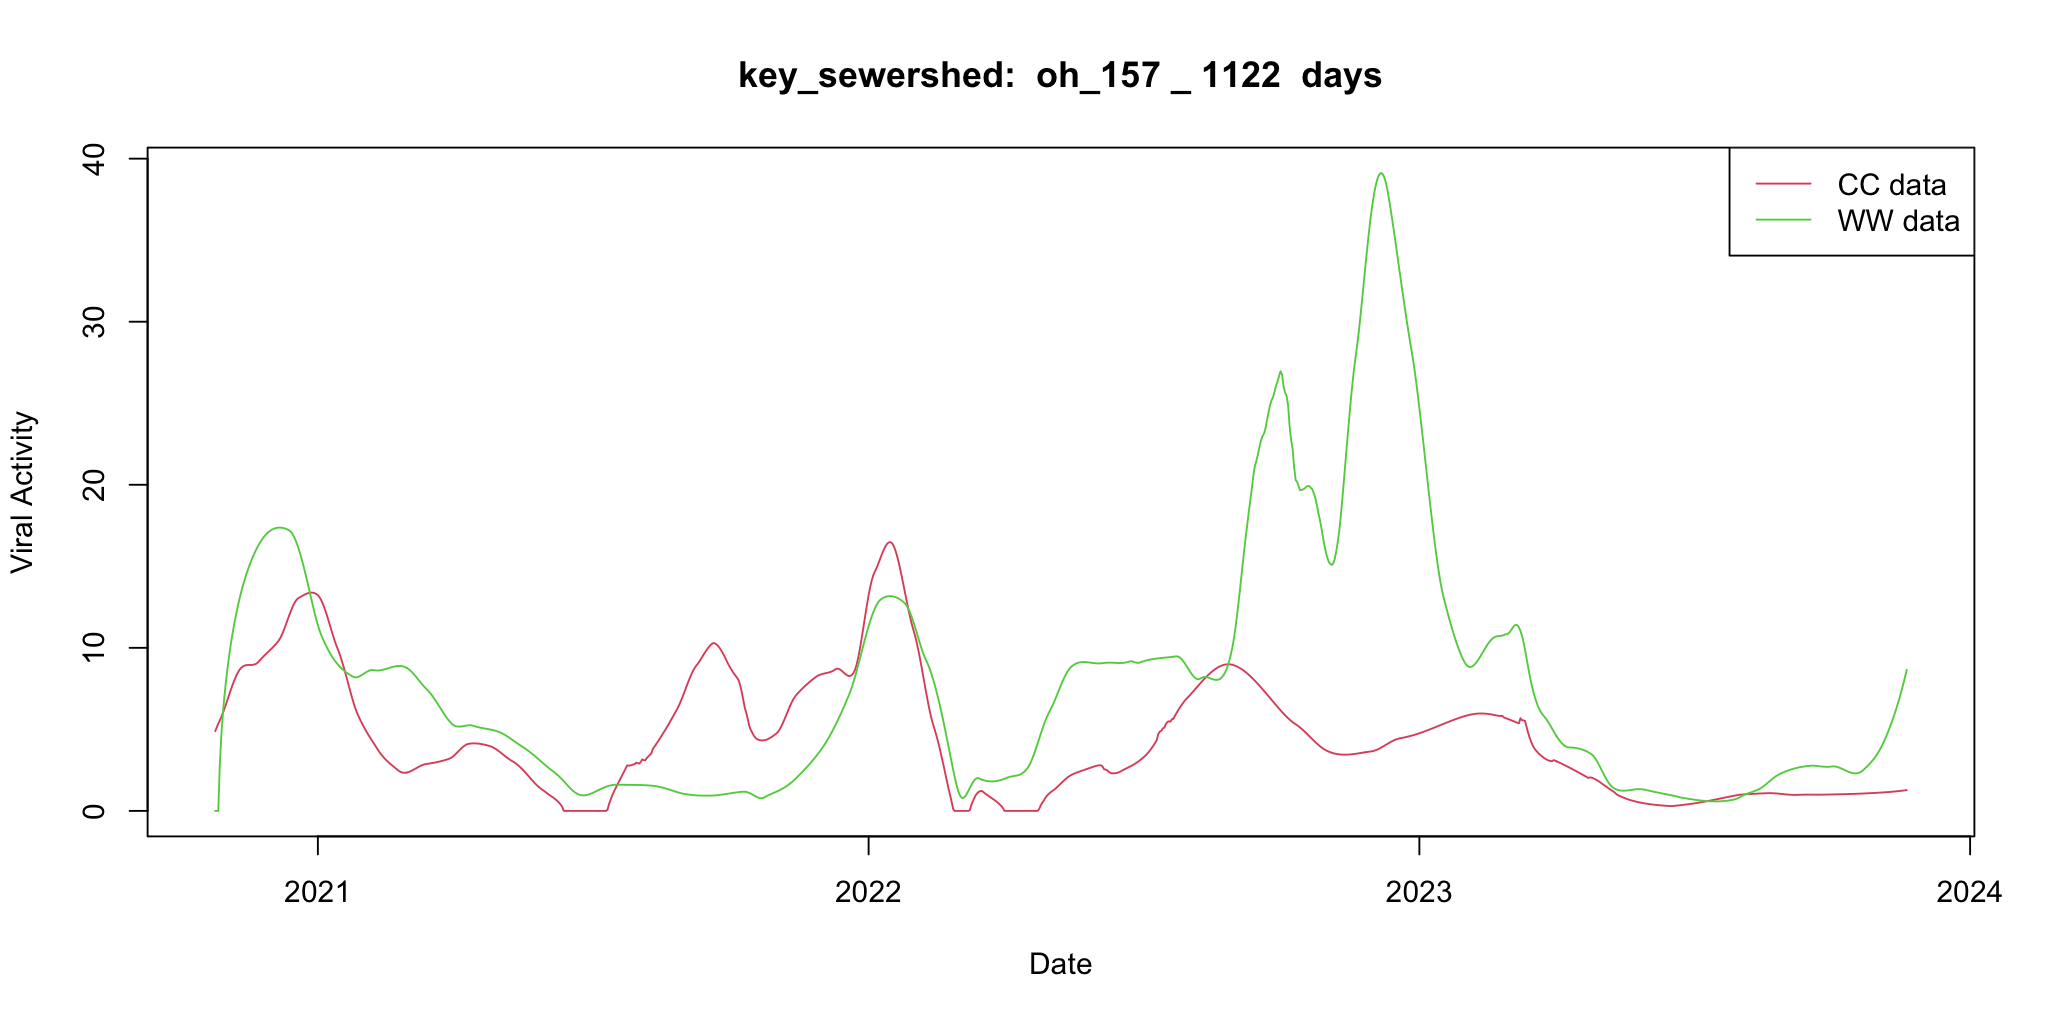 key_sewershed: oh_157 _ 1122 days
40
30
20
10
0
Viral Activity
CC data
WW data
2021
2022
2023
2024
Date